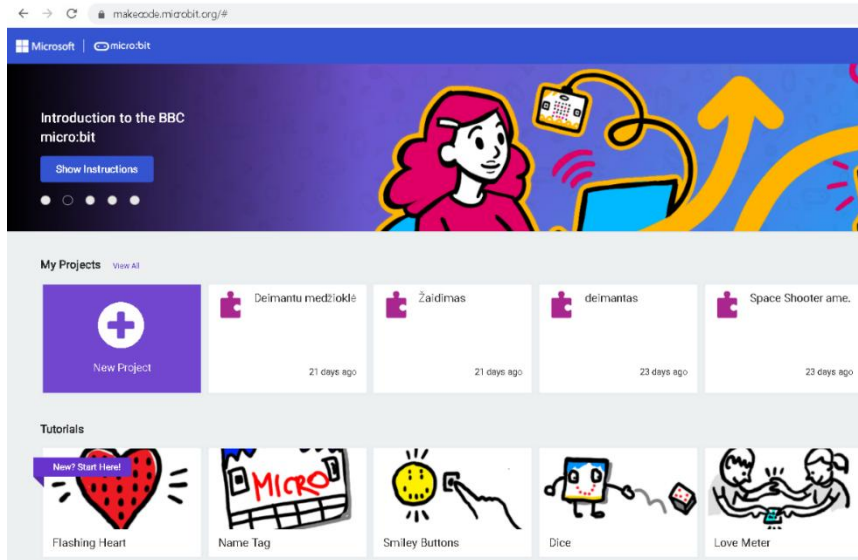 makecode.microbit.org/#
Microsoft micro:bit
Introduction to the BBC
micro:bit
Show Instructions
My Projects View All
New Project
Deimantu medžioklė
21 days ago
Žaidimas
21 days ago
deimantas
23 days ago
Space Shooter ame.
23 days ago
Tutorials
New? Start Here!
Flashing Heart
MICRO
Name Tag
Smiley Buttons
Dice
Love Meter